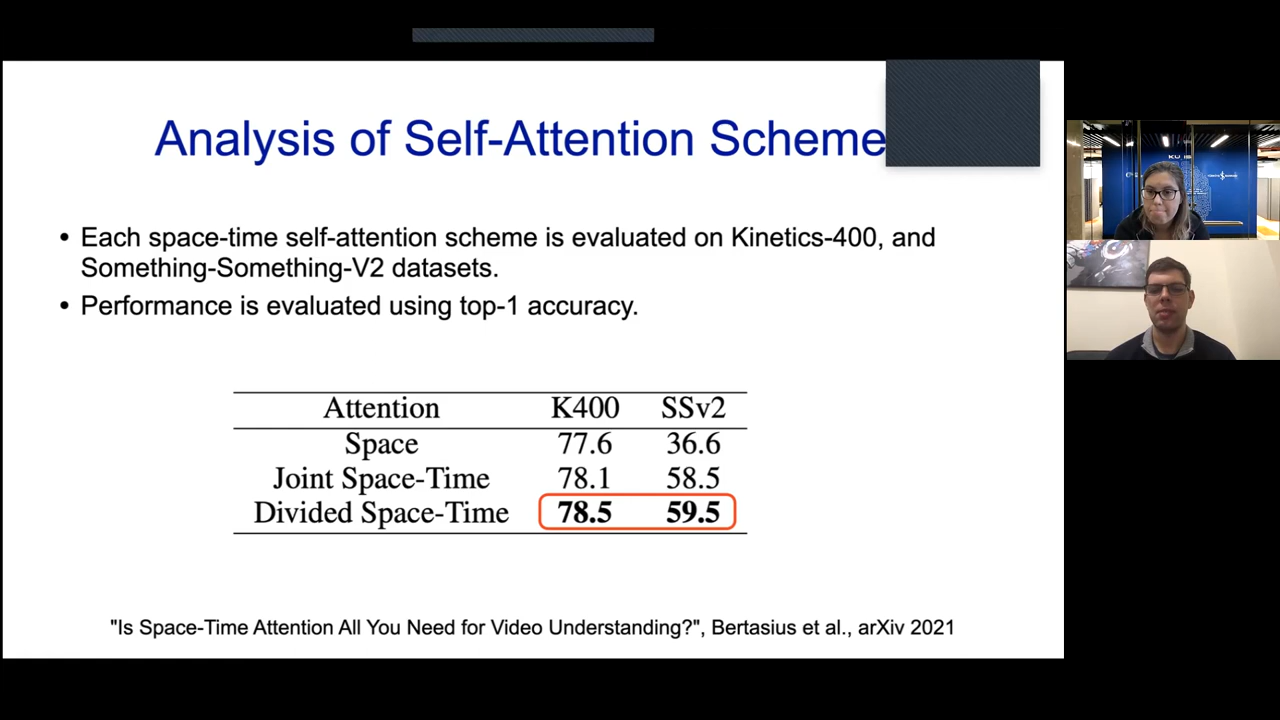 Analysis of Self-Attention Scheme
• Each space-time self-attention scheme is evaluated on Kinetics-400, and
Something-Something-V2 datasets.
• Performance is evaluated using top-1 accuracy.
Attention K400 SSv2
Space 77.6 36.6
Joint Space-Time 78.1 58.5
Divided Space-Time 78.5 59.5
"Is Space-Time Attention All You Need for Video Understanding?", Bertasius et al., arXiv 2021